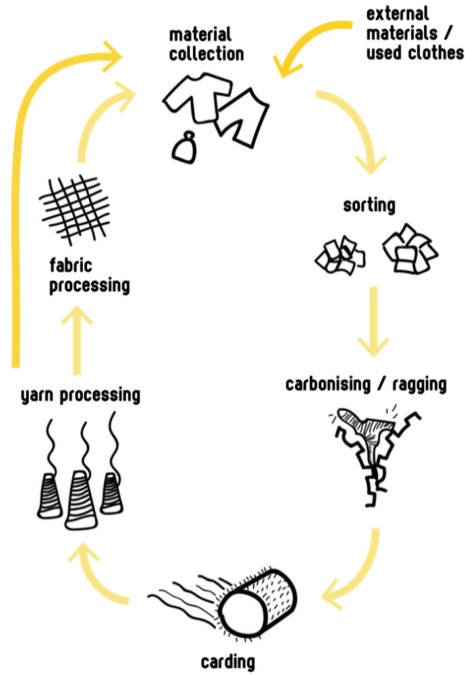 external
materials /
used clothes
material
collection
sorting
fabric
processing
carbonising / ragging
yarn processing
carding